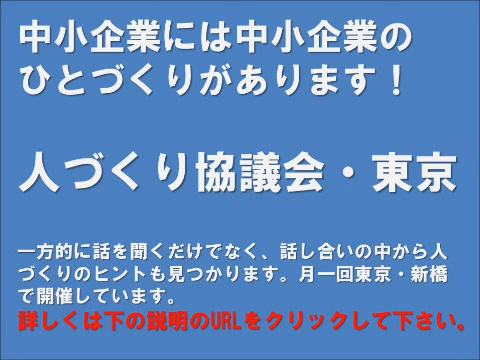 中小企業には中小企業の
ひとづくりがあります！
人づくり協議会・東京
一方的に話を聞くだけでなく、話し合いの中から人
づくりのヒントも見つかります。月一回東京・新橋
で開催しています。
詳しくは下の説明のURLをクリックして下さい。